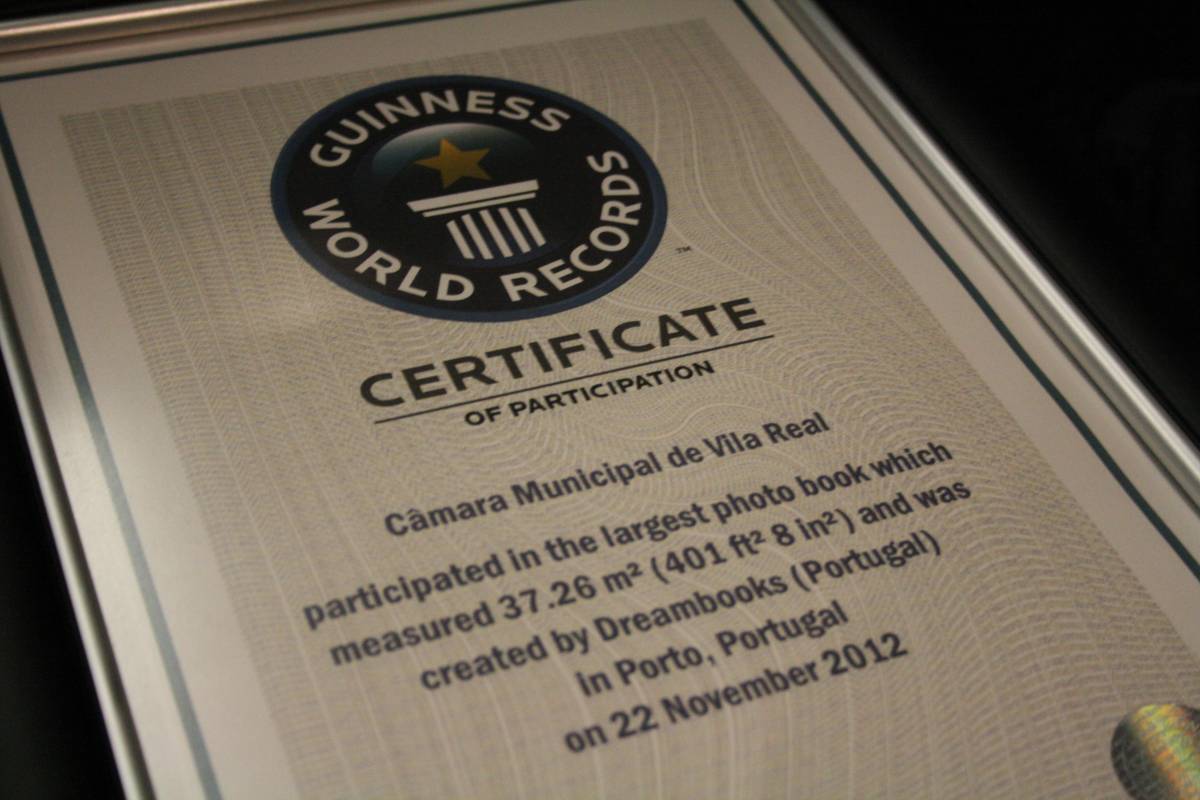 GUINNESS
WORLD RECORDS
™
CERTIFICATE
OF PARTICIPATION
Câmara Municipal de Vila Real
participated in the largest photo book which
measured 37.26 m² (401 ft² 8 in²) and was
created by Dreambooks (Portugal)
in Porto, Portugal
on 22 November 2012